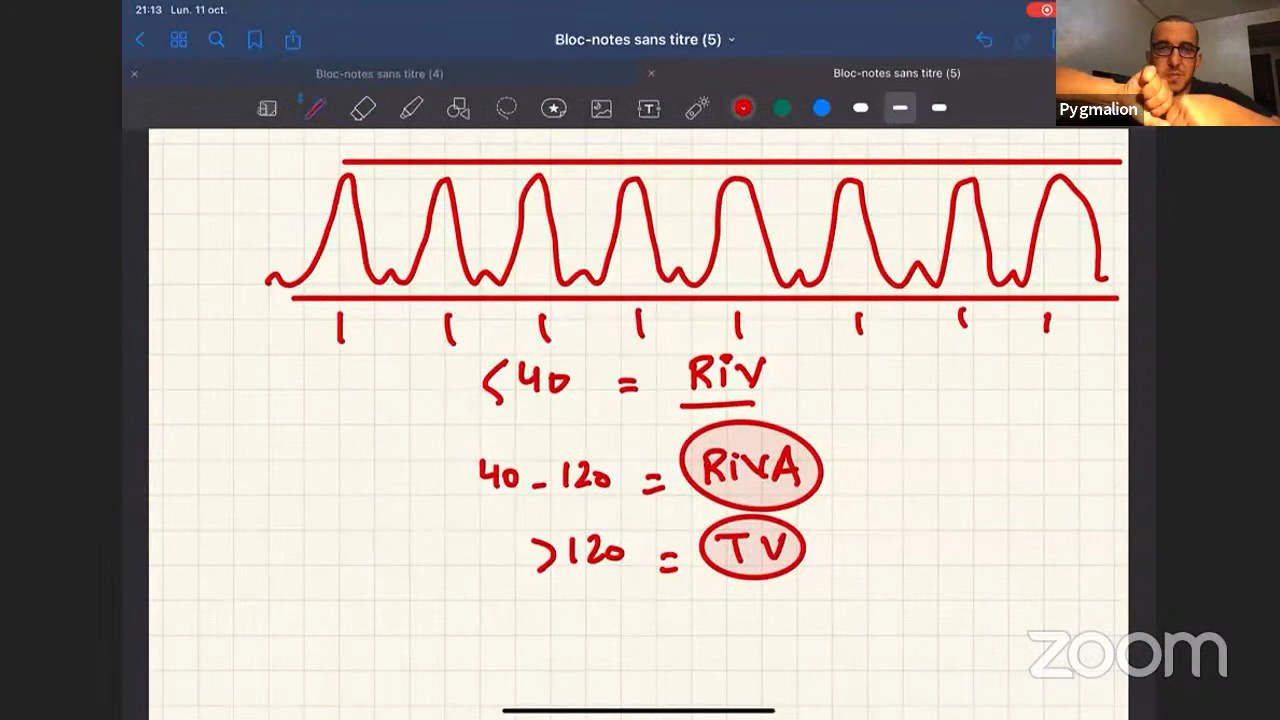 21:13 Lun. 11 oct.
Bloc-notes sans titre (5)
Bloc-notes sans titre (4)
Bloc-notes sans titre (5)
T
Pygmalion
<40 = RiV
40 - 120 = RiVA
>120 = TV
zoom